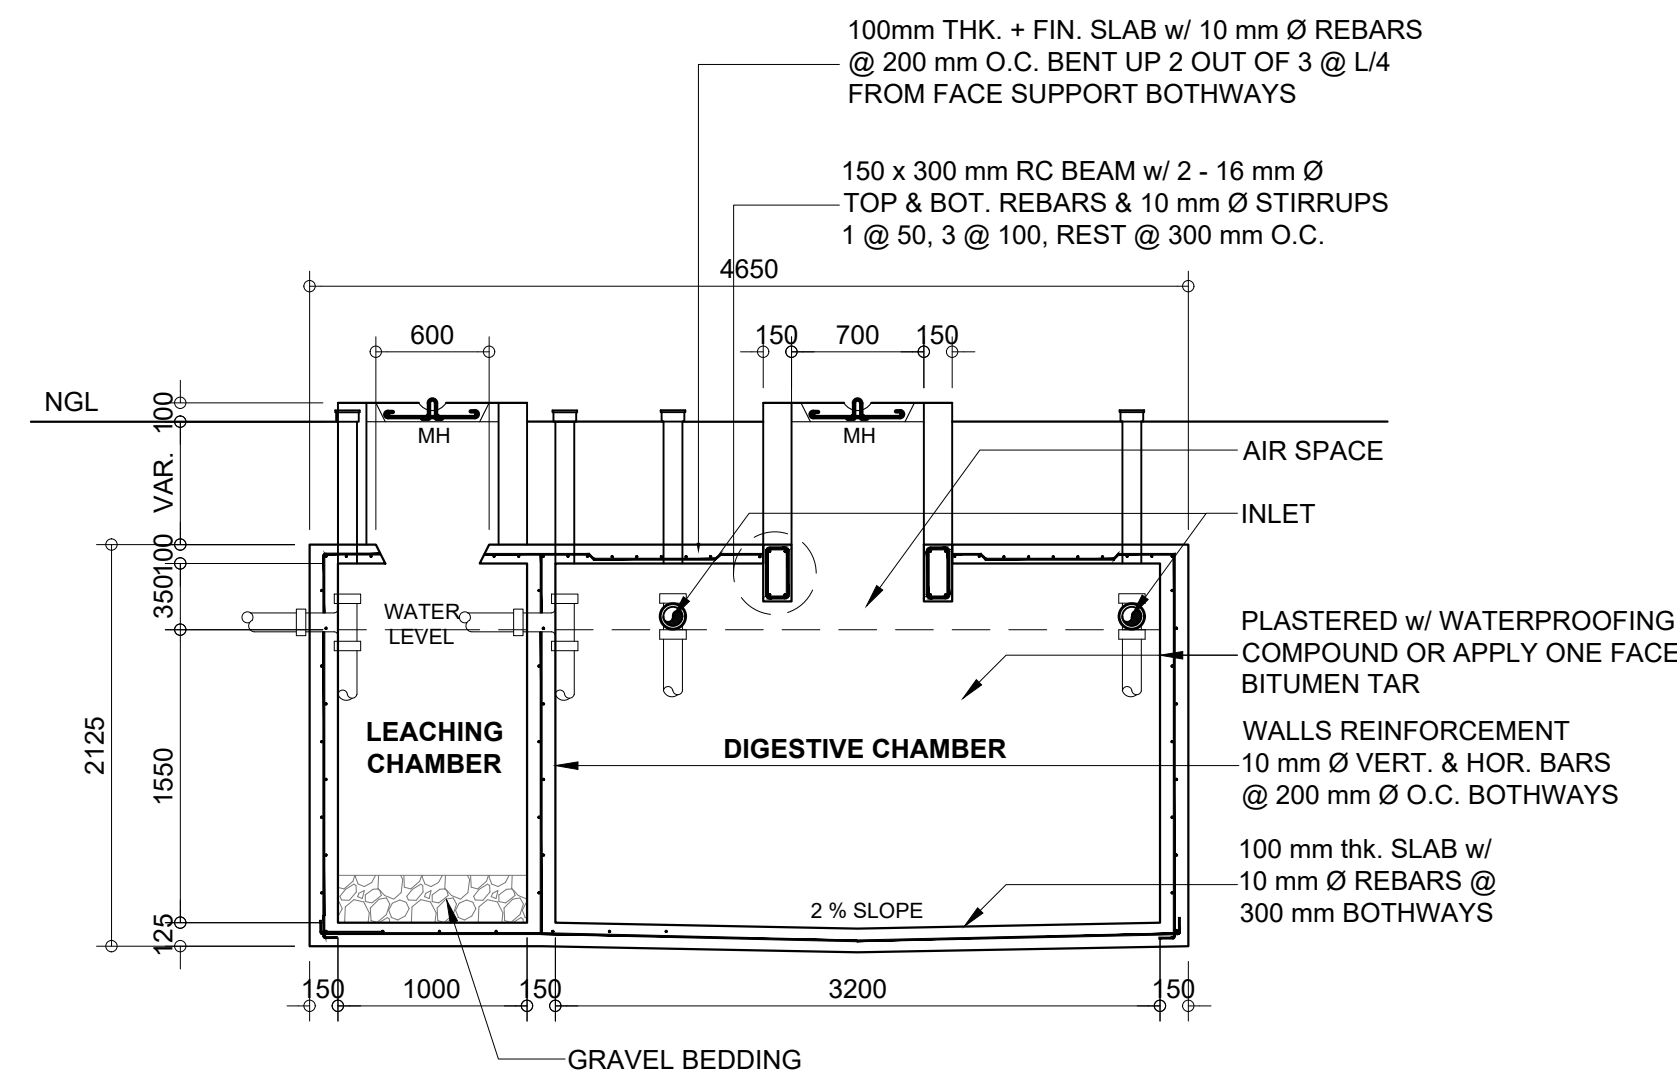 100mm THK. + FIN. SLAB w/ 10 mm Ø REBARS
@ 200 mm O.C. BENT UP 2 OUT OF 3 @ L/4
FROM FACE SUPPORT BOTHWAYS
150 x 300 mm RC BEAM w/ 2 - 16 mm Ø
TOP & BOT. REBARS & 10 mm Ø STIRRUPS
1 @ 50, 3 @ 100, REST @ 300 mm O.C.
4650
600
150
700
150
NGL
100
MH
MH
VAR.
AIR SPACE
INLET
100
350
WATER
LEVEL
PLASTERED w/ WATERPROOFING
COMPOUND OR APPLY ONE FACE
BITUMEN TAR
2125
1550
LEACHING
CHAMBER
DIGESTIVE CHAMBER
WALLS REINFORCEMENT
10 mm Ø VERT. & HOR. BARS
@ 200 mm Ø O.C. BOTHWAYS
100 mm thk. SLAB w/
10 mm Ø REBARS @
300 mm BOTHWAYS
2 % SLOPE
125
150
1000
150
3200
150
GRAVEL BEDDING